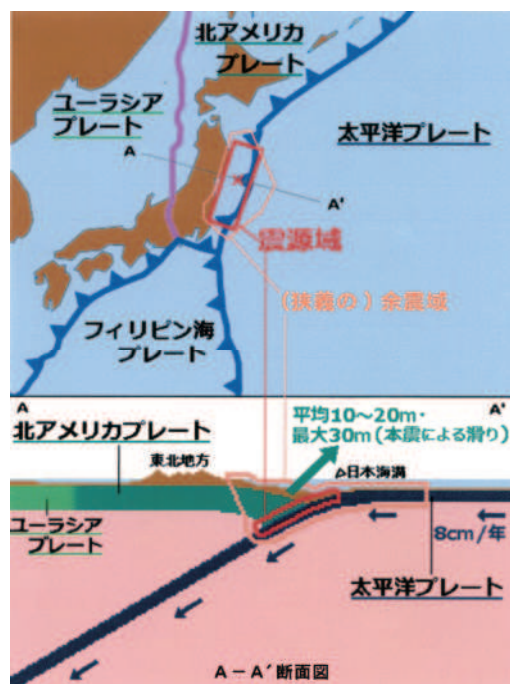 北アメリカ
プレート
ユーラシア
プレート
太平洋プレート
A
A'
震源域
(狭義の)余震域
フィリピン海
プレート
A
A'
北アメリカプレート
平均10〜20m・
最大30m(本震による滑り)
東北地方
日本海溝
ユーラシア
プレート
8cm/年
太平洋プレート
A−A´断面図